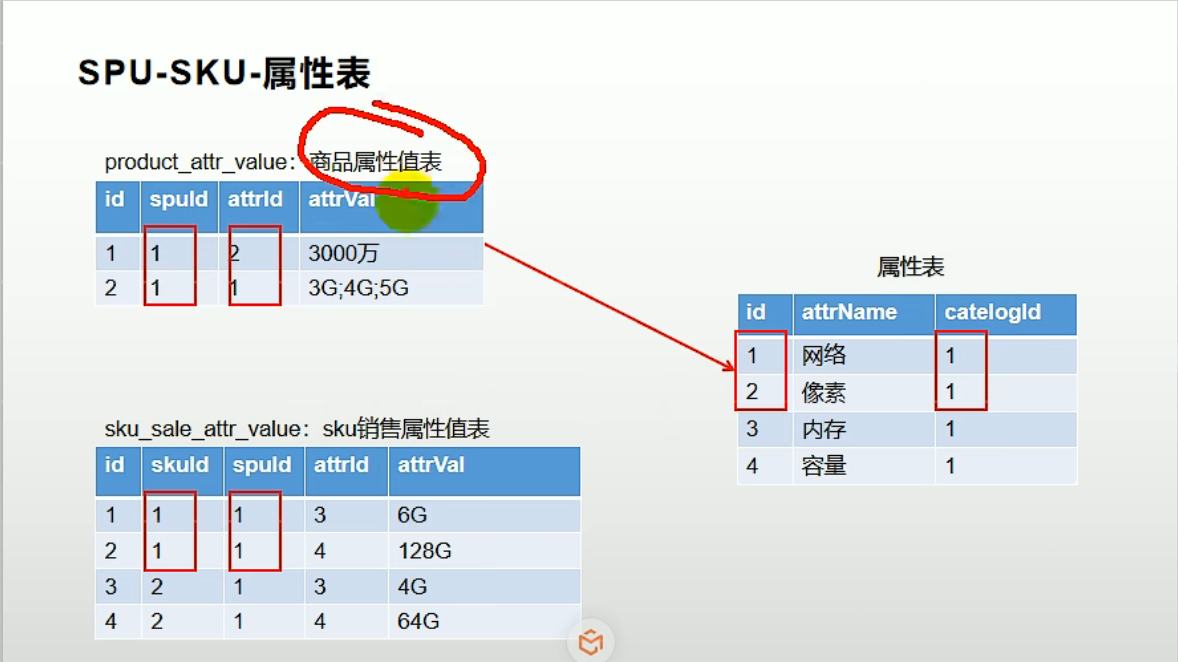 SPU-SKU-属性表
product_attr_value：商品属性值表
id spuId attrId attrVal
1 1 2 3000万
2 1 1 3G;4G;5G
属性表
id attrName catelogId
1 网络 1
2 像素 1
3 内存 1
4 容量 1
sku_sale_attr_value：sku销售属性值表
id skuId spuId attrId attrVal
1 1 1 3 6G
2 1 1 4 128G
3 2 1 3 4G
4 2 1 4 64G